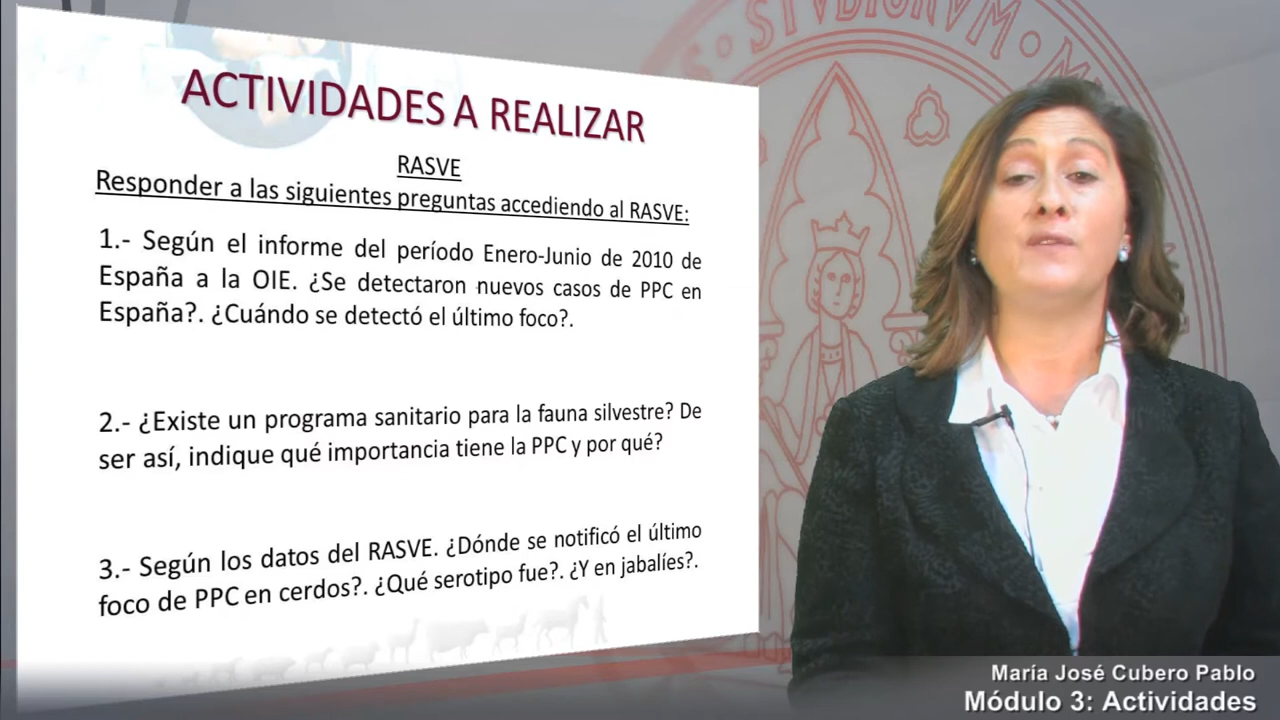 STVDIORVM
ACTIVIDADES A REALIZAR
RASVE
Responder a las siguientes preguntas accediendo al RASVE:
1.- Según el informe del período Enero-Junio de 2010 de
España a la OIE. ¿Se detectaron nuevos casos de PPC en
España?. ¿Cuándo se detectó el último foco?.
2.- ¿Existe un programa sanitario para la fauna silvestre? De
ser así, indique qué importancia tiene la PPC y por qué?
3.- Según los datos del RASVE. ¿Dónde se notificó el último
foco de PPC en cerdos?. ¿Qué serotipo fue?. ¿Y en jabalíes?.
María José Cubero Pablo
Módulo 3: Actividades